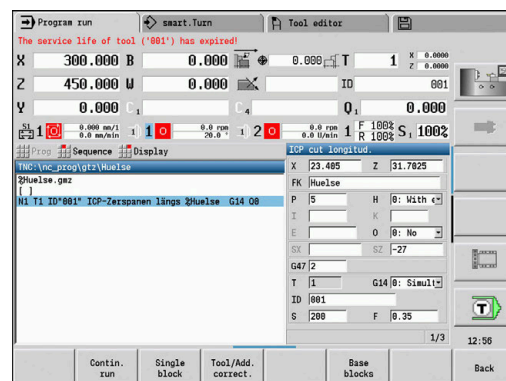 Program run smart.Turn Tool editor
The service life of tool ('001') has expired!
X 300.000 B 0.000 0.000 T 1 X 0.0000 Z 0.0000
Z 450.000 W 0.000 ID 001
Y 0.000 C1 C4 Q1 0.000
S1 1 0.000 mm/1 0.0 mm/min 1 0 0.0 rpm 20.0 ° 2 0 0.0 rpm 0.0 U/min 1 F 100% R 100% S1 100%
Prog Sequence Display
TNC:\nc_prog\gtz\Huelse
%Huelse.gmz
[ ]
N1 T1 ID"001" ICP-Zerspanen längs %Huelse G14 Q0
ICP cut longitud.
X 23.405 Z 31.7025
FK Huelse
P 5 H 0: With
I K
E O 0: No
SX SZ -27
G47 2
T 1 G14 0: Simult
ID 001
S 200 F 0.35
1/3
T
12:56
Contin. run
Single block
Tool/Add. correct.
Base blocks
Back